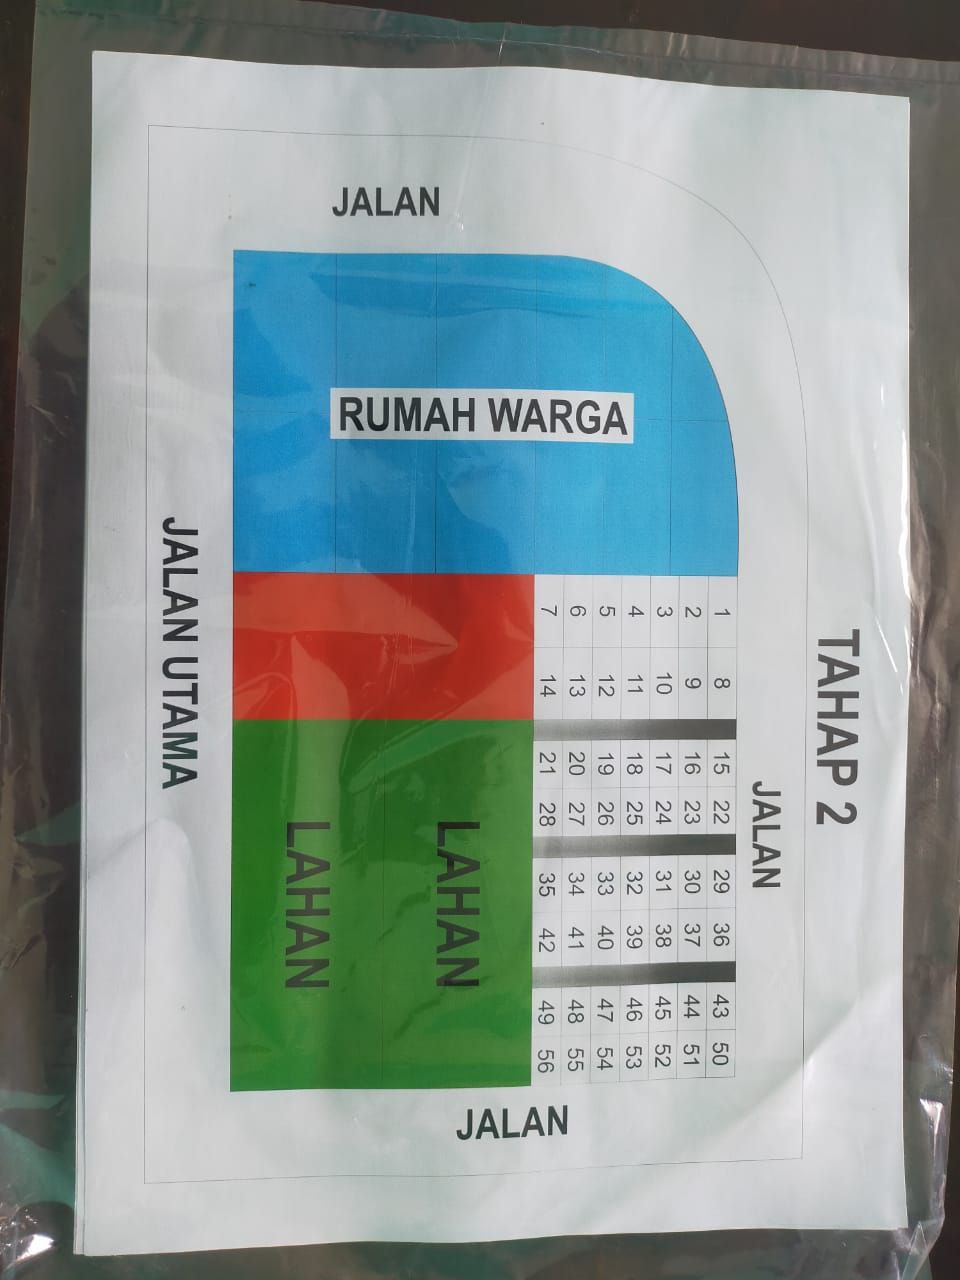 TAHAP 2
JALAN
JALAN
RUMAH WARGA
JALAN UTAMA
1 8 15 22 29 36 43 50
2 9 16 23 30 37 44 51
3 10 17 24 31 38 45 52
4 11 18 25 32 39 46 53
5 12 19 26 33 40 47 54
6 13 20 27 34 41 48 55
7 14 21 28 35 42 49 56
LAHAN
LAHAN
JALAN